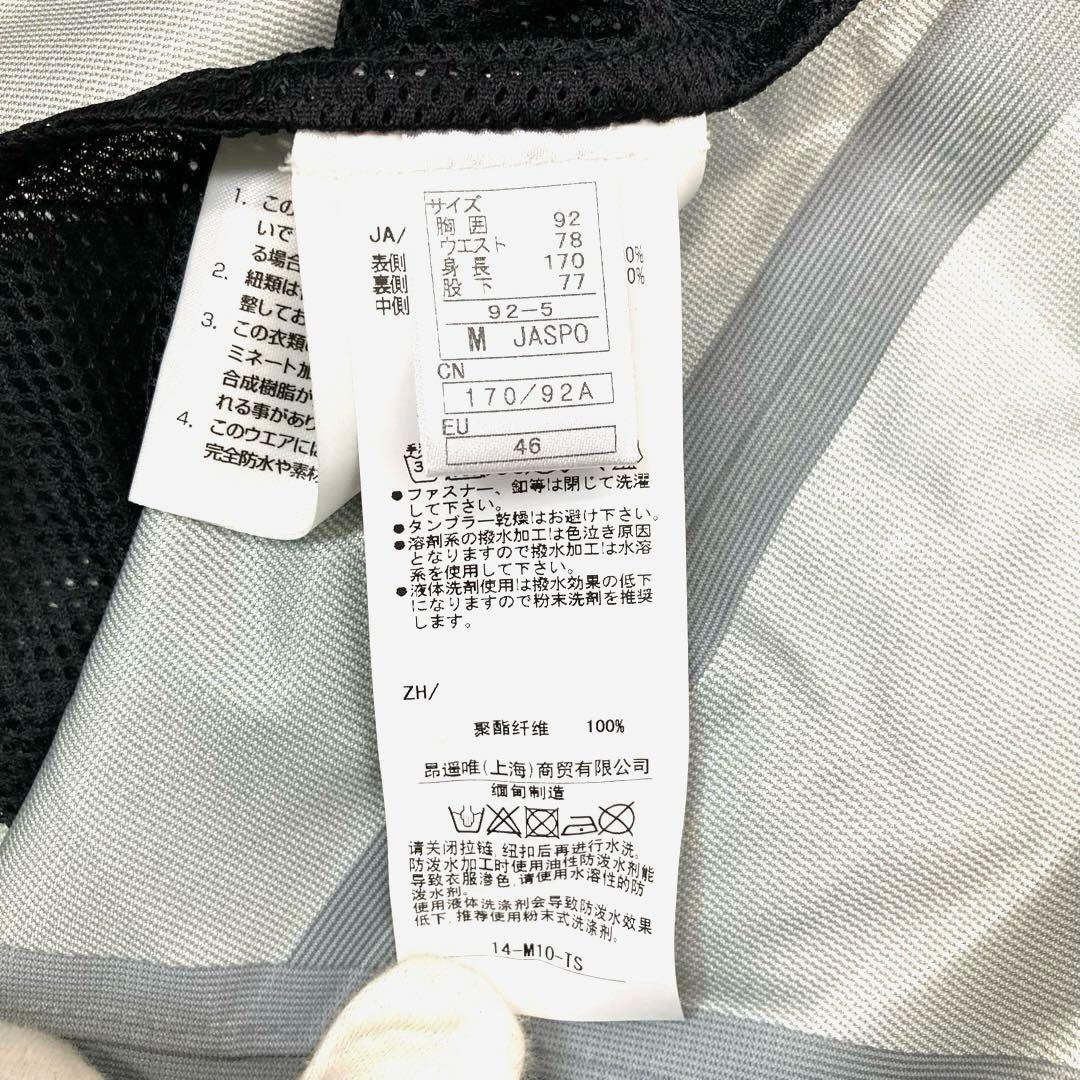 1. この
いで
る場合
2. 紐類は
整してお
3. この衣類
ミネート加
合成樹脂が
れる事があり
4. このウエアには
完全防水や素材
JA/
表側
裏側
中側
0%
0%
サイズ
胸囲 92
ウエスト 78
身長 170
股下 77
92-5
M JASPO
CN
170/92A
EU
46
●ファスナー、釦等は閉じて洗濯
して下さい。
●タンブラー乾燥はお避け下さい。
●溶剤系の撥水加工は色泣き原因
となりますので撥水加工は水溶
系を使用して下さい。
●液体洗剤使用は撥水効果の低下
になりますので粉末洗剤を推奨
します。
ZH/
聚酯纤维 100%
昂遥唯(上海)商贸有限公司
缅甸制造
请关闭拉链,纽扣后再进行水洗。
防泼水加工时使用油性防泼水剂能
导致衣服渗色,请使用水溶性的防
泼水剂。
使用液体洗涤剂会导致防泼水效果
低下,推荐使用粉末式洗涤剂。
14-M10-TS